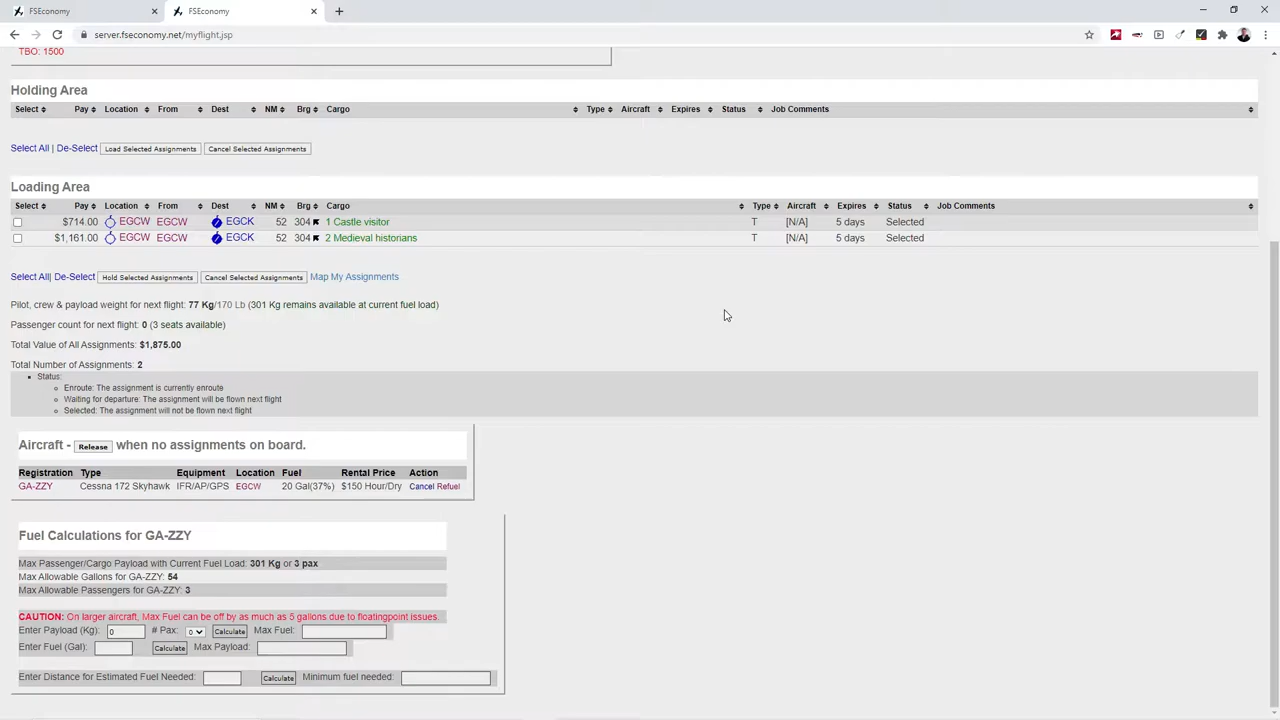 FSEconomy
FSEconomy
server.fseconomy.net/myflight.jsp
TBO: 1500
Holding Area
Select Pay Location From Dest NM Brg Cargo Type Aircraft Expires Status Job Comments
Select All | De-Select Load Selected Assignments Cancel Selected Assignments
Loading Area
Select Pay Location From Dest NM Brg Cargo Type Aircraft Expires Status Job Comments
$714.00 EGCW EGCW EGCK 52 304 1 Castle visitor T [N/A] 5 days Selected
$1,161.00 EGCW EGCW EGCK 52 304 2 Medieval historians T [N/A] 5 days Selected
Select All| De-Select Hold Selected Assignments Cancel Selected Assignments Map My Assignments
Pilot, crew & payload weight for next flight: 77 Kg/170 Lb (301 Kg remains available at current fuel load)
Passenger count for next flight: 0 (3 seats available)
Total Value of All Assignments: $1,875.00
Total Number of Assignments: 2
Status:
Enroute: The assignment is currently enroute
Waiting for departure: The assignment will be flown next flight
Selected: The assignment will not be flown next flight
Aircraft - Release when no assignments on board.
Registration Type Equipment Location Fuel Rental Price Action
GA-ZZY Cessna 172 Skyhawk IFR/AP/GPS EGCW 20 Gal(37%) $150 Hour/Dry Cancel Refuel
Fuel Calculations for GA-ZZY
Max Passenger/Cargo Payload with Current Fuel Load: 301 Kg or 3 pax
Max Allowable Gallons for GA-ZZY: 54
Max Allowable Passengers for GA-ZZY: 3
CAUTION: On larger aircraft, Max Fuel can be off by as much as 5 gallons due to floatingpoint issues.
Enter Payload (Kg): 0 # Pax: 0 Calculate Max Fuel:
Enter Fuel (Gal) Calculate Max Payload:
Enter Distance for Estimated Fuel Needed: Calculate Minimum fuel needed: